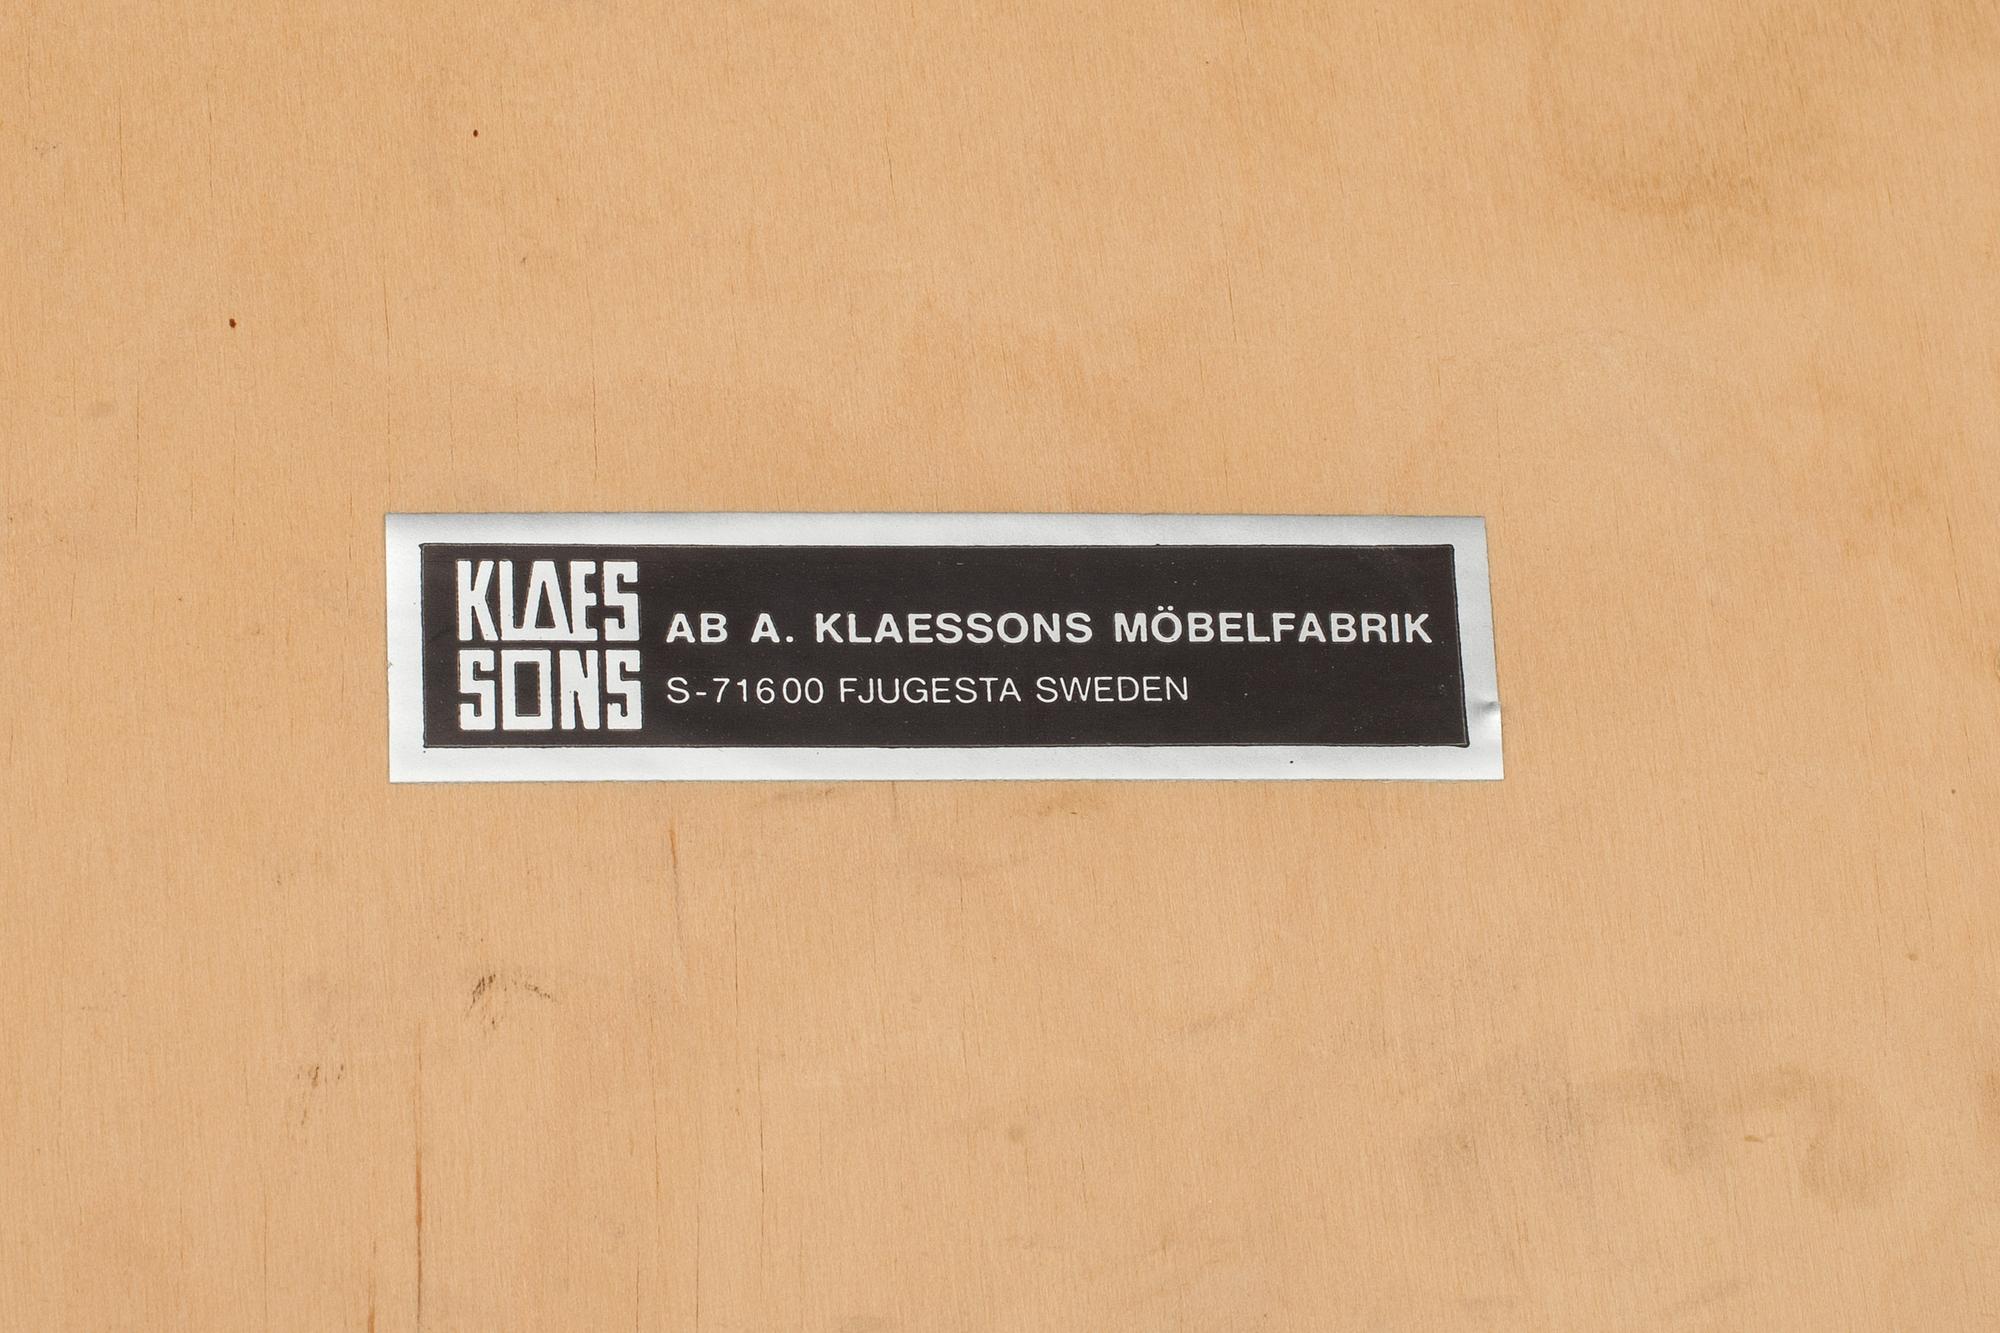 KLAES
SONS
AB A. KLAESSONS MÖBELFABRIK
S-71600 FJUGESTA SWEDEN